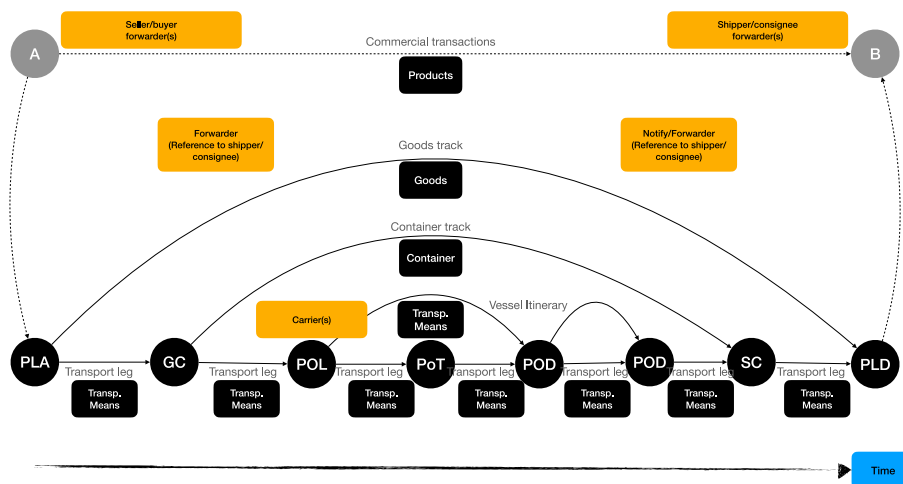 Seller/buyer
forwarder(s)
Shipper/consignee
forwarder(s)
A
Commercial transactions
B
Products
Forwarder
(Reference to shipper/
consignee)
Notify/Forwarder
(Reference to shipper/
consignee)
Goods track
Goods
Container track
Container
Vessel Itinerary
Carrier(s)
Transp.
Means
PLA
GC
POL
PoT
POD
POD
SC
PLD
Transport leg
Transport leg
Transport leg
Transport leg
Transport leg
Transport leg
Transport leg
Transp.
Means
Transp.
Means
Transp.
Means
Transp.
Means
Transp.
Means
Transp.
Means
Transp.
Means
Time